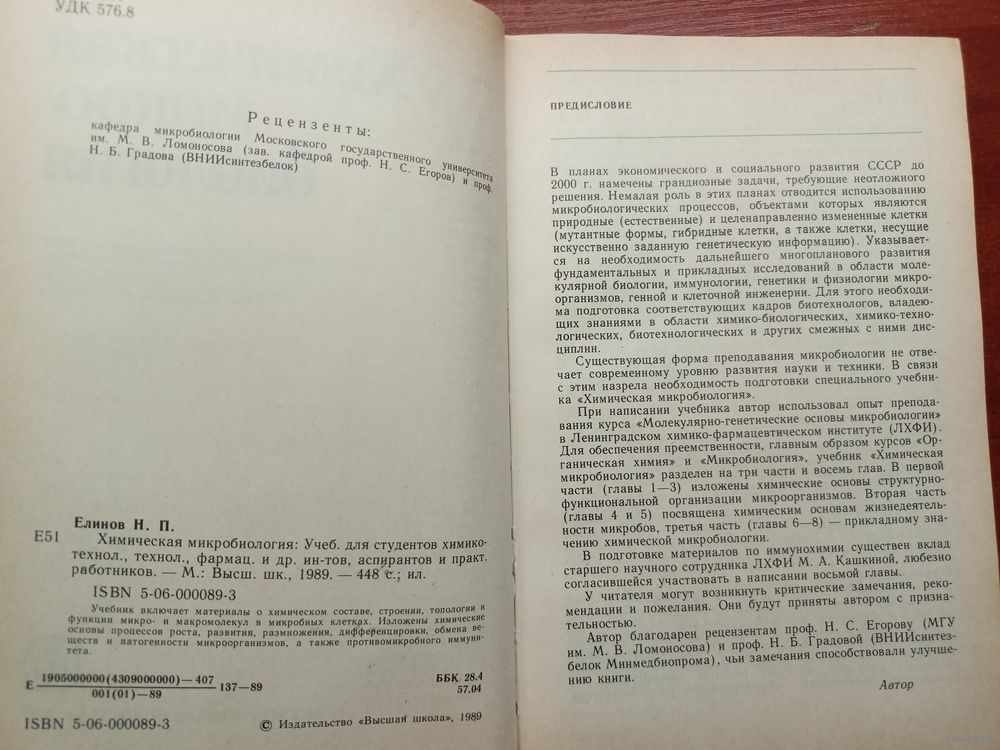 УДК 576.8
Рецензенты:
кафедра микробиологии Московского государственного университета
им. М. В. Ломоносова (зав. кафедрой проф. Н. С. Егоров) и проф.
Н. Б. Градова (ВНИИсинтезбелок)
Елинов Н. П.
Е51
Химическая микробиология: Учеб. для студентов химико-
технол., технол., фармац. и др. ин-тов, аспирантов и практ.
работников. — М.: Высш. шк., 1989. — 448 с.; ил.
ISBN 5-06-000089-3
Учебник включает материалы о химическом составе, строении, топологии и
функции микро- и макромолекул в микробных клетках. Изложены химические
основы процессов роста, развития, размножения, дифференцировки, обмена ве-
ществ и патогенности микроорганизмов, а также противомикробного иммуни-
тета.
Е 1905000000(4309000000)—407
001(01)—89
137—89
ББК 28.4
57.04
ISBN 5-06-000089-3
© Издательство «Высшая школа», 1989
ПРЕДИСЛОВИЕ
В планах экономического и социального развития СССР до
2000 г. намечены грандиозные задачи, требующие неотложного
решения. Немалая роль в этих планах отводится использованию
микробиологических процессов, объектами которых являются
природные (естественные) и целенаправленно измененные клетки
(мутантные формы, гибридные клетки, а также клетки, несущие
искусственно заданную генетическую информацию). Указывает-
ся на необходимость дальнейшего многопланового развития
фундаментальных и прикладных исследований в области моле-
кулярной биологии, иммунологии, генетики и физиологии микро-
организмов, генной и клеточной инженерии. Для этого необходи-
ма подготовка соответствующих кадров биотехнологов, владею-
щих знаниями в области химико-биологических, химико-техно-
логических, биотехнологических и других смежных с ними дис-
циплин.
Существующая форма преподавания микробиологии не отве-
чает современному уровню развития науки и техники. В связи
с этим назрела необходимость подготовки специального учебни-
ка «Химическая микробиология».
При написании учебника автор использовал опыт препода-
вания курса «Молекулярно-генетические основы микробиологии»
в Ленинградском химико-фармацевтическом институте (ЛХФИ).
Для обеспечения преемственности, главным образом курсов «Ор-
ганическая химия» и «Микробиология», учебник «Химическая
микробиология» разделен на три части и восемь глав. В первой
части (главы 1—3) изложены химические основы структурно-
функциональной организации микроорганизмов. Вторая часть
(главы 4 и 5) посвящена химическим основам жизнедеятель-
ности микробов, третья часть (главы 6—8) — прикладному зна-
чению химической микробиологии.
В подготовке материалов по иммунохимии существен вклад
старшего научного сотрудника ЛХФИ М. А. Кашкиной, любезно
согласившейся участвовать в написании восьмой главы.
У читателя могут возникнуть критические замечания, реко-
мендации и пожелания. Они будут приняты автором с призна-
тельностью.
Автор благодарен рецензентам проф. Н. С. Егорову (МГУ
им. М. В. Ломоносова) и проф. Н. Б. Градовой (ВНИИсинтез-
белок Минмедбиопрома), чьи замечания способствовали улучше-
нию книги.
Автор